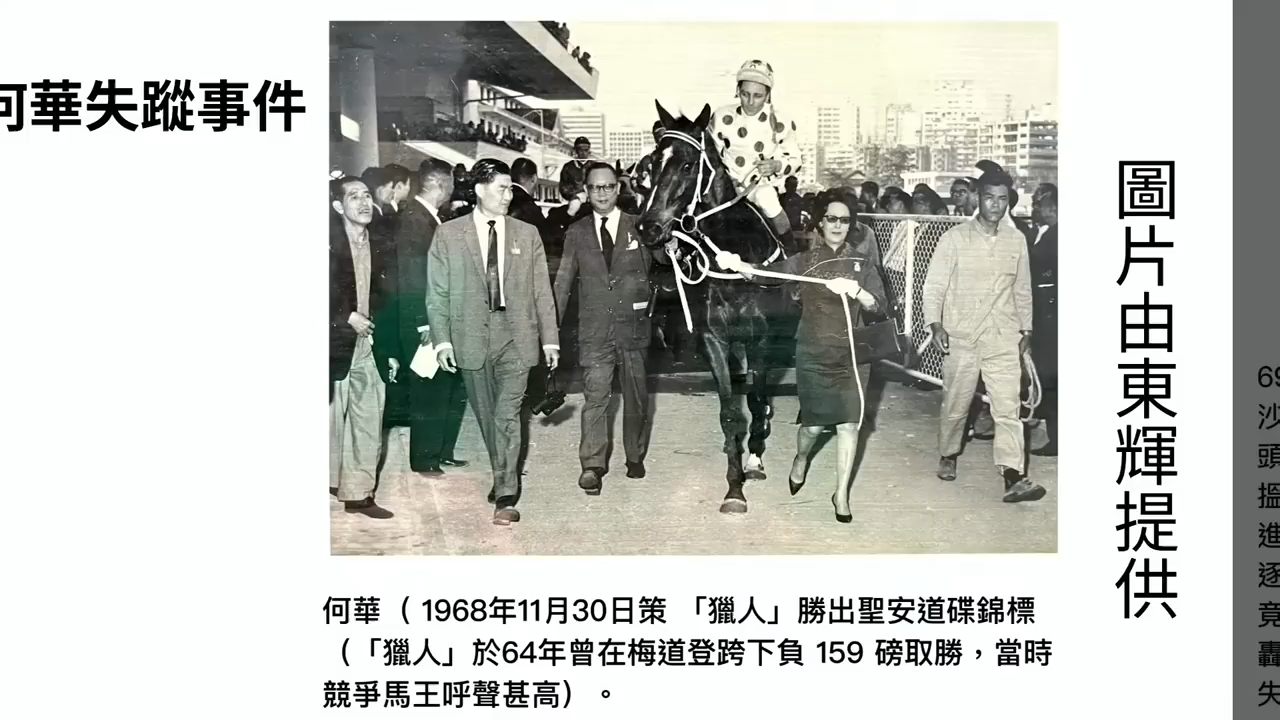 何華失蹤事件
圖片由東輝提供
何華（ 1968年11月30日策 「獵人」勝出聖安道碟錦標
（「獵人」於64年曾在梅道登跨下負 159 磅取勝，當時
競爭馬王呼聲甚高）。
69
沙
頭
搵
進
逐
竟
轟
失